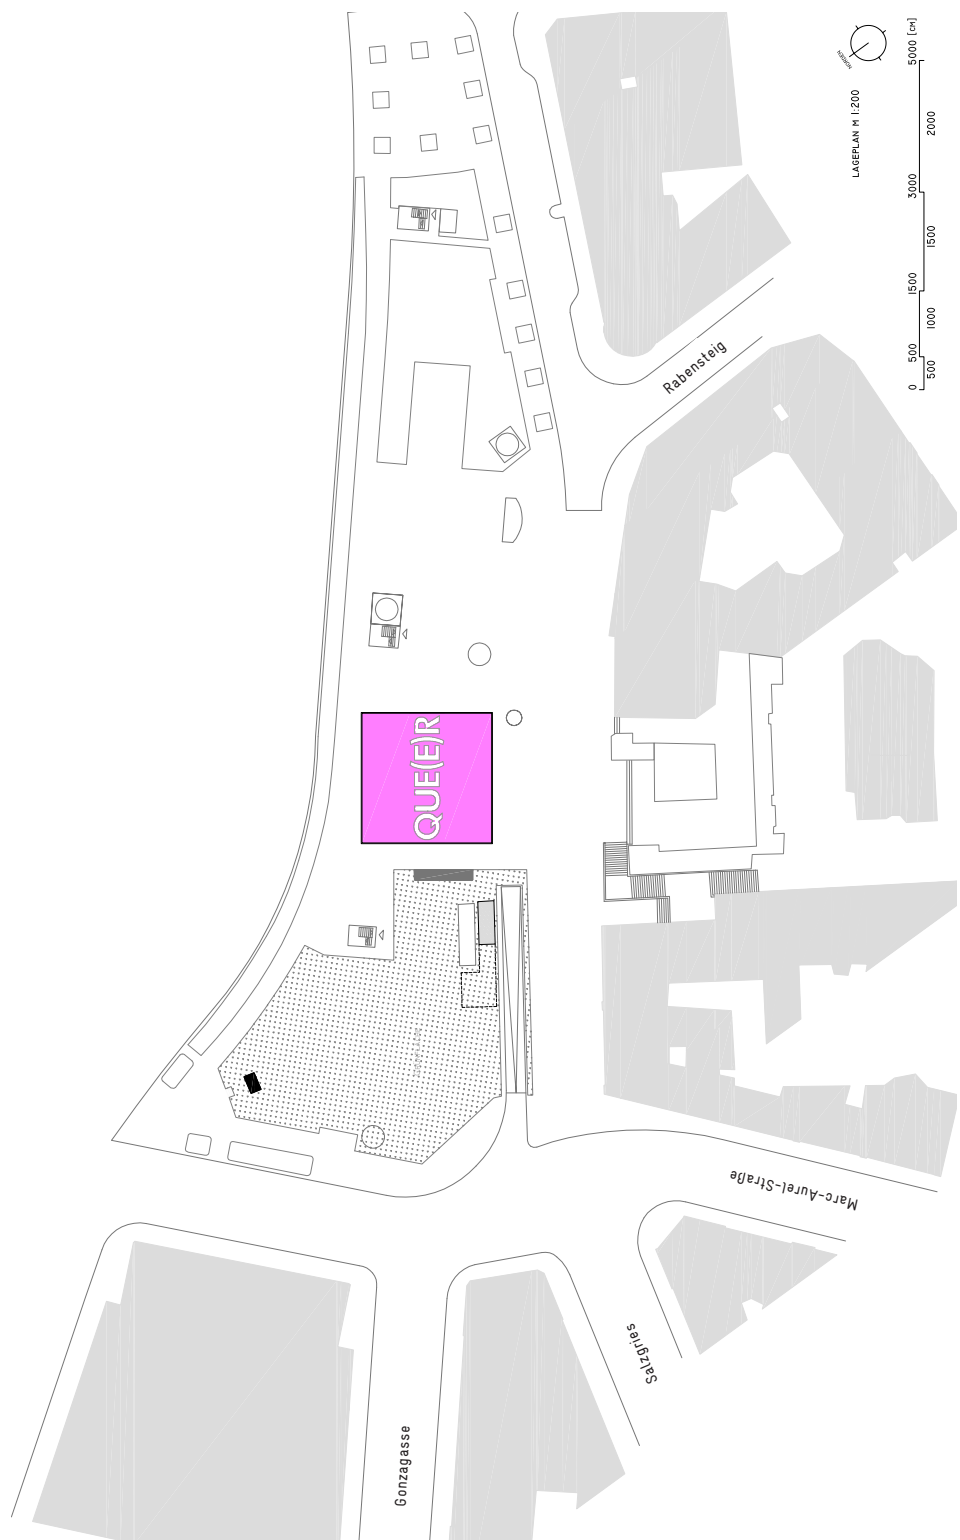 NORDEN
LAGEPLAN M 1:200
0 500 1500 3000 5000 [CM]
500 1000 1500 2000
Rabensteig
QUE(E)R
Marc-Aurel-Straße
Salzgries
Gonzagasse